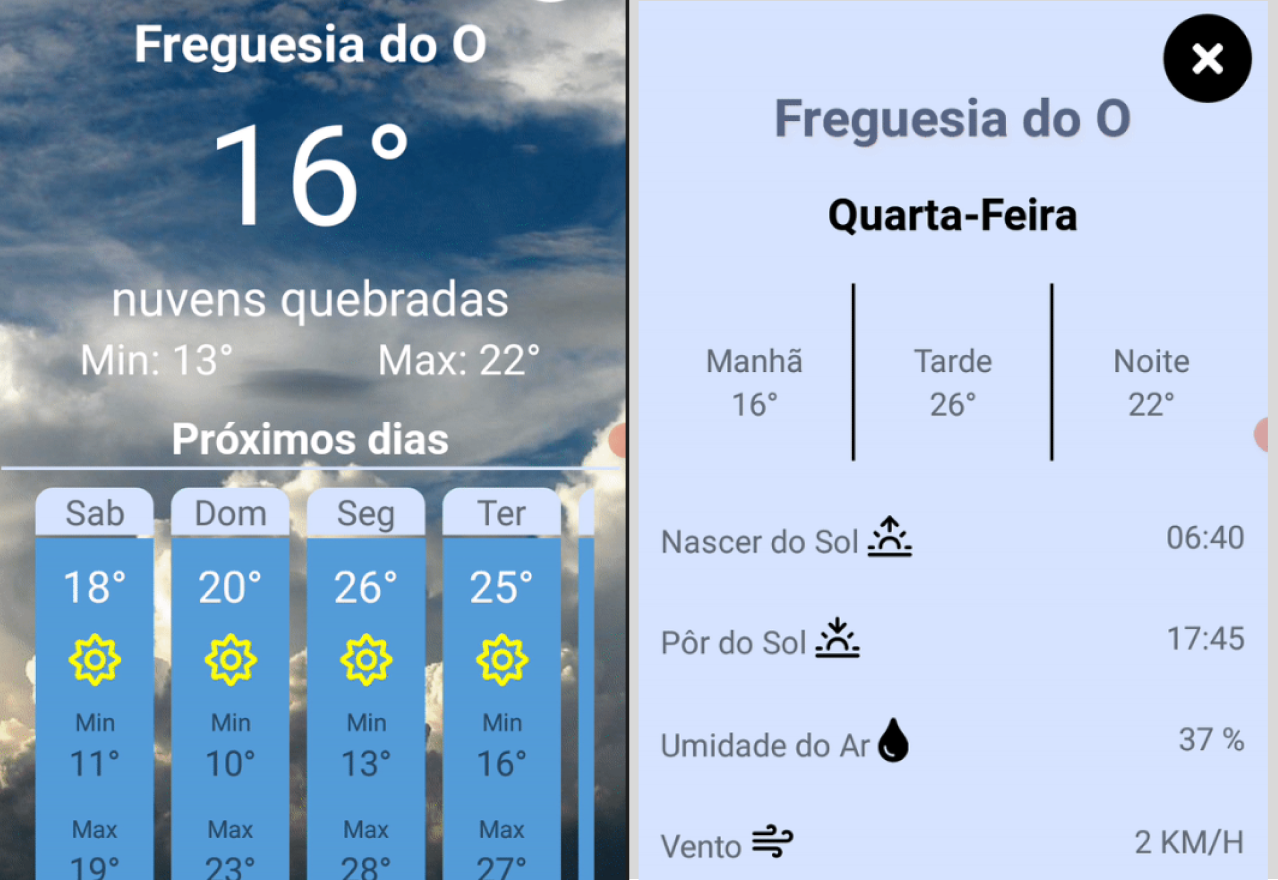 Freguesia do O
16°
nuvens quebradas
Min: 13° Max: 22°
Próximos dias
Sab Dom Seg Ter
18° 20° 26° 25°
Min Min Min Min
11° 10° 13° 16°
Max Max Max Max
19° 23° 28° 27°
Freguesia do O
Quarta-Feira
Manhã Tarde Noite
16° 26° 22°
Nascer do Sol 06:40
Pôr do Sol 17:45
Umidade do Ar 37 %
Vento 2 KM/H